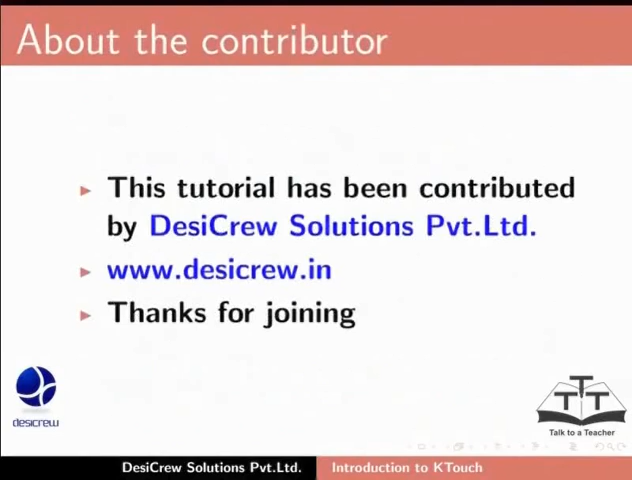 About the contributor
This tutorial has been contributed
by DesiCrew Solutions Pvt.Ltd.
www.desicrew.in
Thanks for joining
desicrew
T
T T
Talk to a Teacher
DesiCrew Solutions Pvt.Ltd. Introduction to KTouch